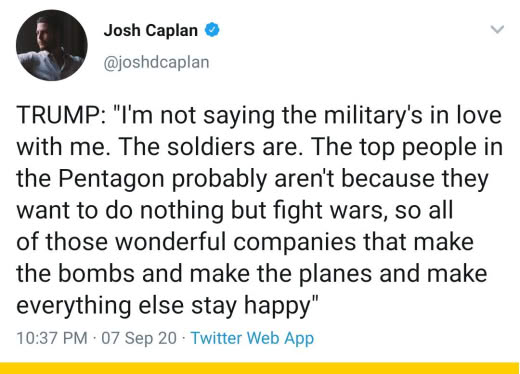 Josh Caplan
@joshdcaplan
TRUMP: "I'm not saying the military's in love
with me. The soldiers are. The top people in
the Pentagon probably aren't because they
want to do nothing but fight wars, so all
of those wonderful companies that make
the bombs and make the planes and make
everything else stay happy"
10:37 PM · 07 Sep 20 · Twitter Web App